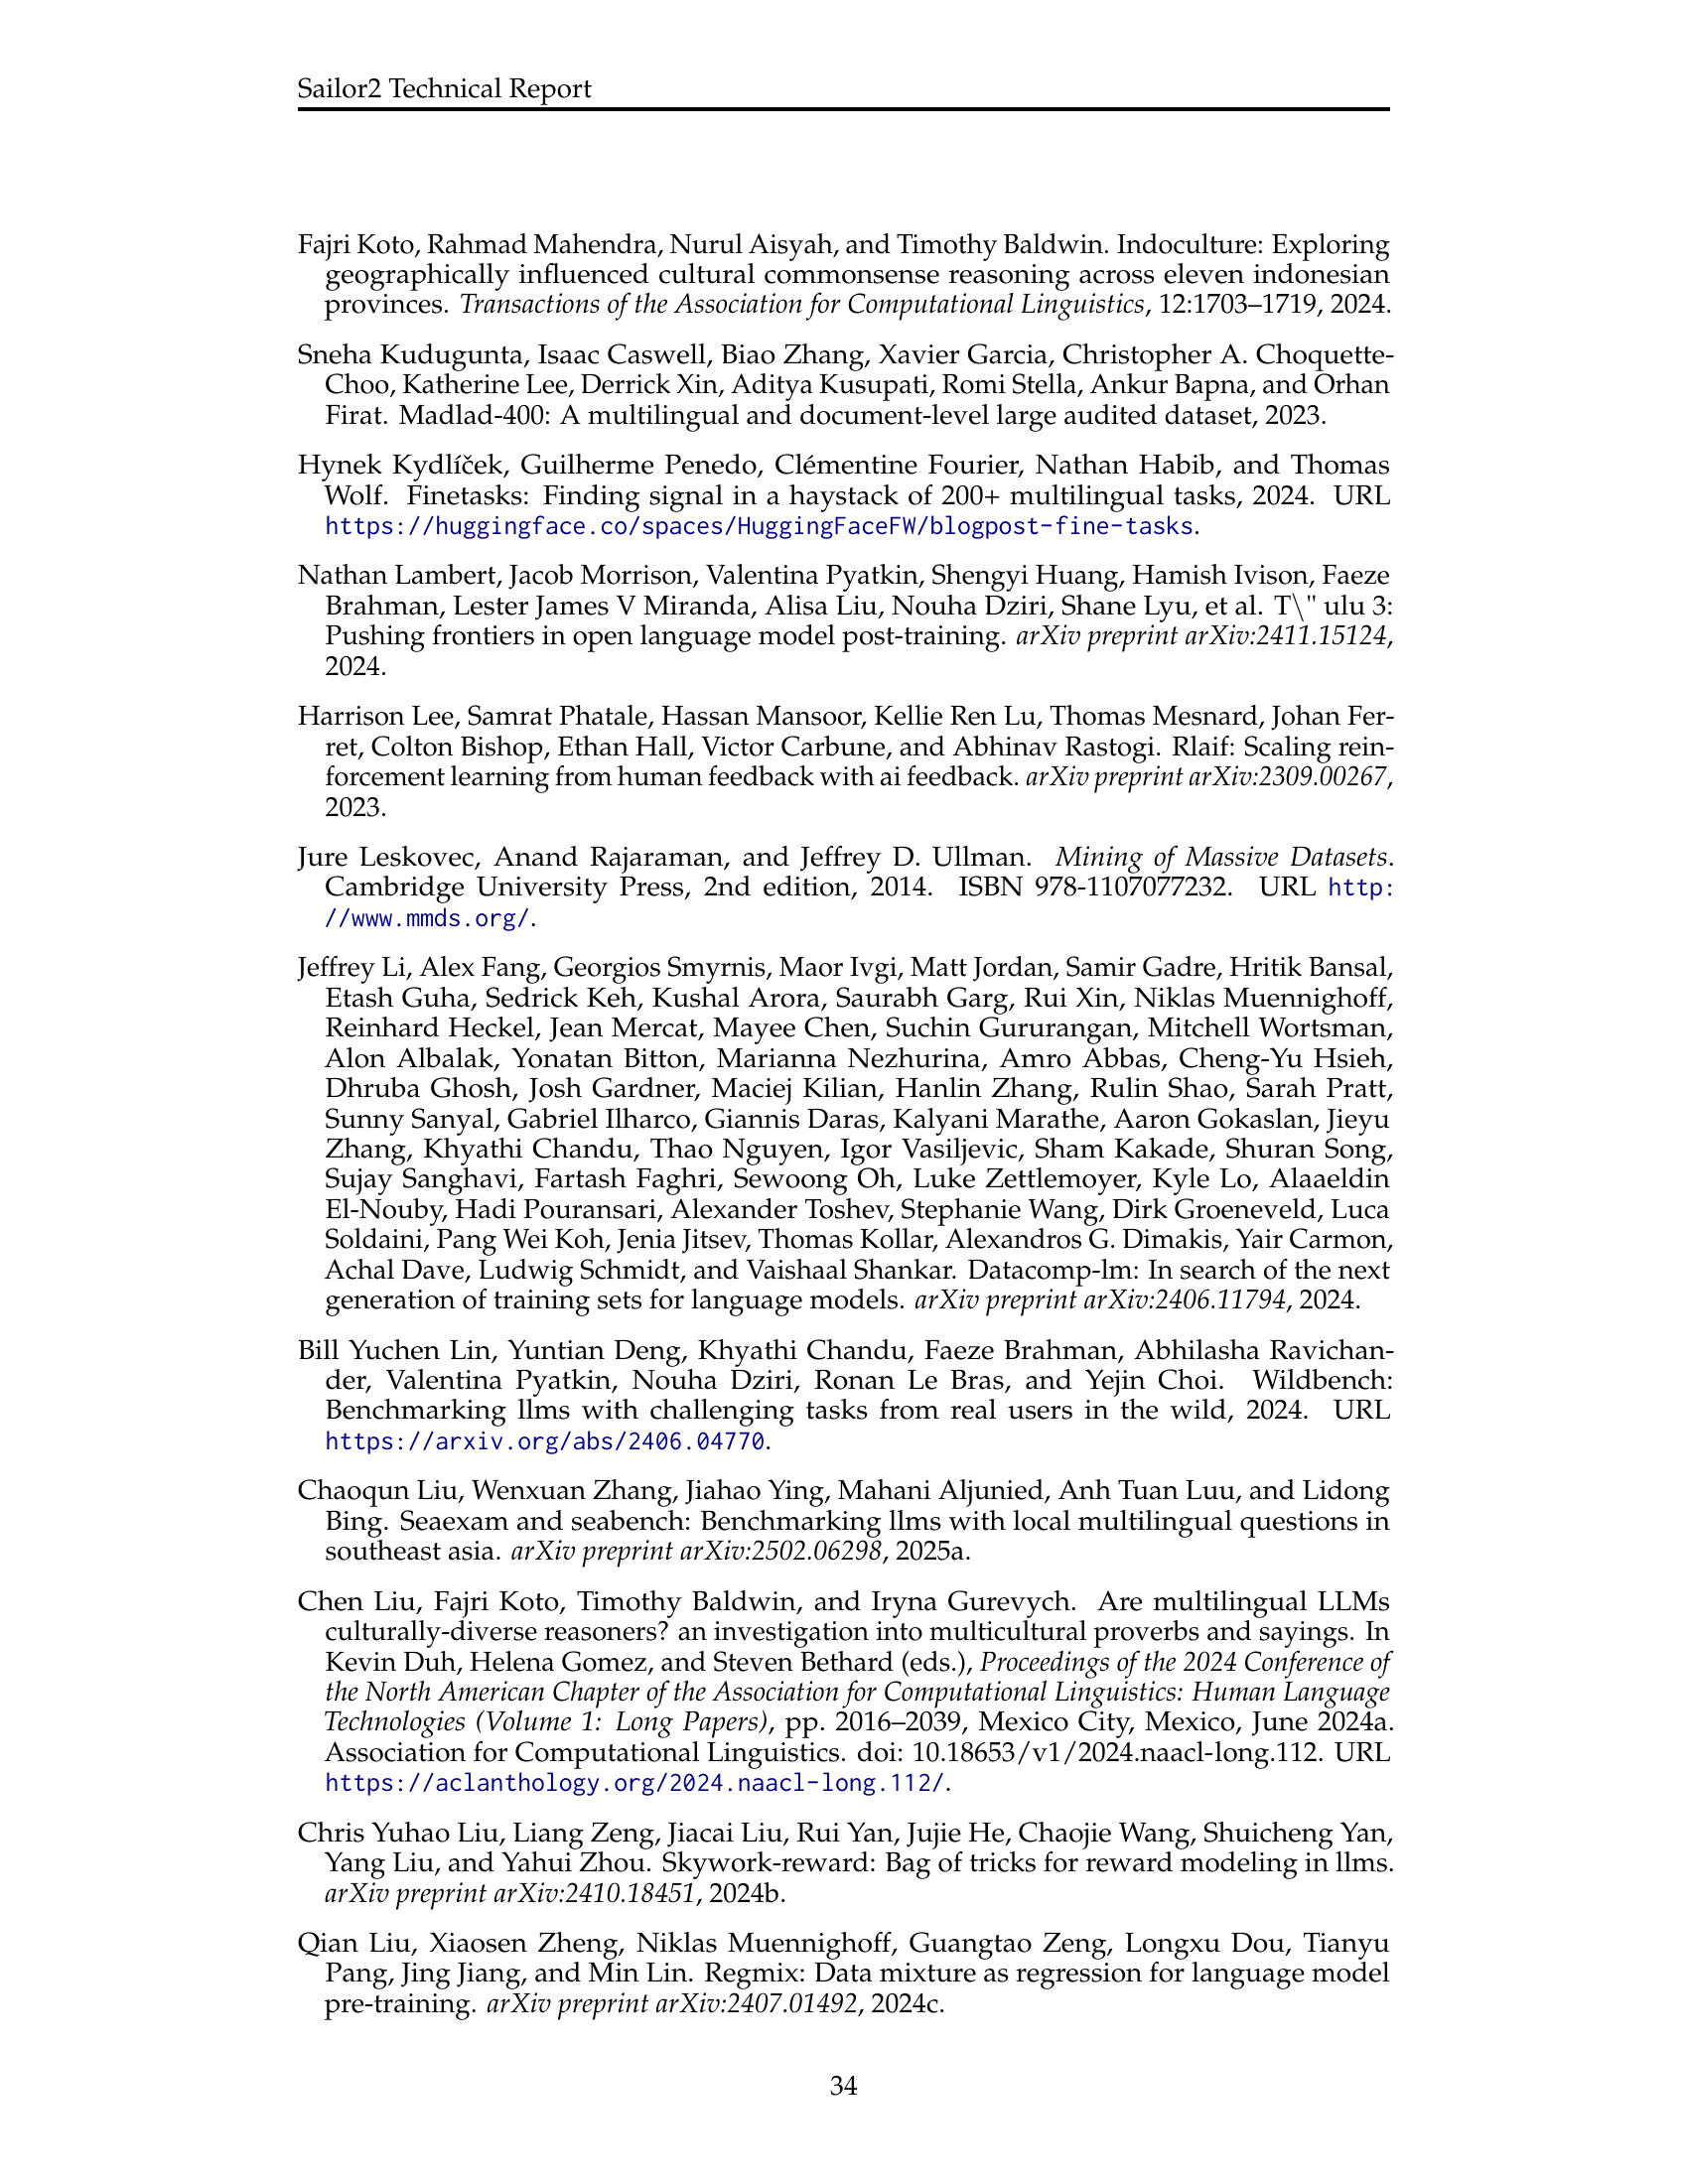 Sailor2 Technical Report
Fajri Koto, Rahmad Mahendra, Nurul Aisyah, and Timothy Baldwin. Indoculture: Exploring
geographically influenced cultural commonsense reasoning across eleven indonesian
provinces. Transactions of the Association for Computational Linguistics, 12:1703–1719, 2024.
Sneha Kudugunta, Isaac Caswell, Biao Zhang, Xavier Garcia, Christopher A. Choquette-
Choo, Katherine Lee, Derrick Xin, Aditya Kusupati, Romi Stella, Ankur Bapna, and Orhan
Firat. Madlad-400: A multilingual and document-level large audited dataset, 2023.
Hynek Kydlíček, Guilherme Penedo, Clémentine Fourier, Nathan Habib, and Thomas
Wolf. Finetasks: Finding signal in a haystack of 200+ multilingual tasks, 2024. URL
https://huggingface.co/spaces/HuggingFaceFW/blogpost-fine-tasks.
Nathan Lambert, Jacob Morrison, Valentina Pyatkin, Shengyi Huang, Hamish Ivison, Faeze
Brahman, Lester James V Miranda, Alisa Liu, Nouha Dziri, Shane Lyu, et al. T\" ulu 3:
Pushing frontiers in open language model post-training. arXiv preprint arXiv:2411.15124,
2024.
Harrison Lee, Samrat Phatale, Hassan Mansoor, Kellie Ren Lu, Thomas Mesnard, Johan Fer-
ret, Colton Bishop, Ethan Hall, Victor Carbune, and Abhinav Rastogi. Rlaif: Scaling rein-
forcement learning from human feedback with ai feedback. arXiv preprint arXiv:2309.00267,
2023.
Jure Leskovec, Anand Rajaraman, and Jeffrey D. Ullman. Mining of Massive Datasets.
Cambridge University Press, 2nd edition, 2014. ISBN 978-1107077232. URL http:
//www.mmds.org/.
Jeffrey Li, Alex Fang, Georgios Smyrnis, Maor Ivgi, Matt Jordan, Samir Gadre, Hritik Bansal,
Etash Guha, Sedrick Keh, Kushal Arora, Saurabh Garg, Rui Xin, Niklas Muennighoff,
Reinhard Heckel, Jean Mercat, Mayee Chen, Suchin Gururangan, Mitchell Wortsman,
Alon Albalak, Yonatan Bitton, Marianna Nezhurina, Amro Abbas, Cheng-Yu Hsieh,
Dhruba Ghosh, Josh Gardner, Maciej Kilian, Hanlin Zhang, Rulin Shao, Sarah Pratt,
Sunny Sanyal, Gabriel Ilharco, Giannis Daras, Kalyani Marathe, Aaron Gokaslan, Jieyu
Zhang, Khyathi Chandu, Thao Nguyen, Igor Vasiljevic, Sham Kakade, Shuran Song,
Sujay Sanghavi, Fartash Faghri, Sewoong Oh, Luke Zettlemoyer, Kyle Lo, Alaaeldin
El-Nouby, Hadi Pouransari, Alexander Toshev, Stephanie Wang, Dirk Groeneveld, Luca
Soldaini, Pang Wei Koh, Jenia Jitsev, Thomas Kollar, Alexandros G. Dimakis, Yair Carmon,
Achal Dave, Ludwig Schmidt, and Vaishaal Shankar. Datacomp-lm: In search of the next
generation of training sets for language models. arXiv preprint arXiv:2406.11794, 2024.
Bill Yuchen Lin, Yuntian Deng, Khyathi Chandu, Faeze Brahman, Abhilasha Ravichan-
der, Valentina Pyatkin, Nouha Dziri, Ronan Le Bras, and Yejin Choi. Wildbench:
Benchmarking llms with challenging tasks from real users in the wild, 2024. URL
https://arxiv.org/abs/2406.04770.
Chaoqun Liu, Wenxuan Zhang, Jiahao Ying, Mahani Aljunied, Anh Tuan Luu, and Lidong
Bing. Seaexam and seabench: Benchmarking llms with local multilingual questions in
southeast asia. arXiv preprint arXiv:2502.06298, 2025a.
Chen Liu, Fajri Koto, Timothy Baldwin, and Iryna Gurevych. Are multilingual LLMs
culturally-diverse reasoners? an investigation into multicultural proverbs and sayings. In
Kevin Duh, Helena Gomez, and Steven Bethard (eds.), Proceedings of the 2024 Conference of
the North American Chapter of the Association for Computational Linguistics: Human Language
Technologies (Volume 1: Long Papers), pp. 2016–2039, Mexico City, Mexico, June 2024a.
Association for Computational Linguistics. doi: 10.18653/v1/2024.naacl-long.112. URL
https://aclanthology.org/2024.naacl-long.112/.
Chris Yuhao Liu, Liang Zeng, Jiacai Liu, Rui Yan, Jujie He, Chaojie Wang, Shuicheng Yan,
Yang Liu, and Yahui Zhou. Skywork-reward: Bag of tricks for reward modeling in llms.
arXiv preprint arXiv:2410.18451, 2024b.
Qian Liu, Xiaosen Zheng, Niklas Muennighoff, Guangtao Zeng, Longxu Dou, Tianyu
Pang, Jing Jiang, and Min Lin. Regmix: Data mixture as regression for language model
pre-training. arXiv preprint arXiv:2407.01492, 2024c.
34